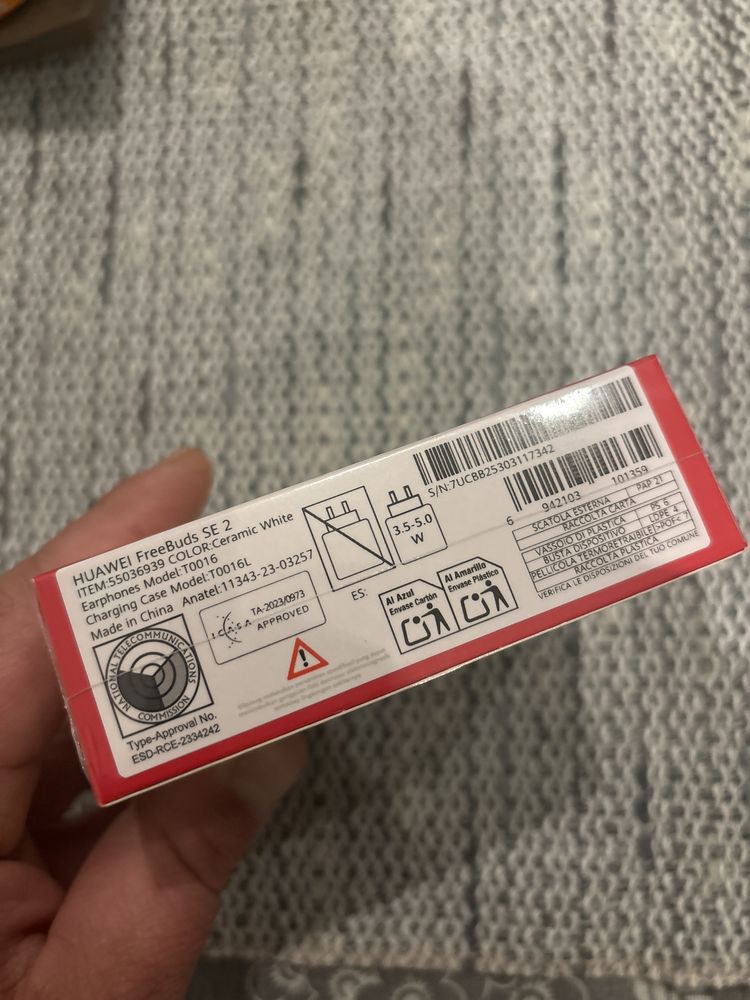 HUAWEI FreeBuds SE 2
ITEM:55036939 COLOR:Ceramic White
Earphones Model:T0016
Charging Case Model:T0016L
Made in China Anatel:11343-23-03257
NATIONAL TELECOMMUNICATIONS
COMMISSION
Type-Approval No.
ESD-RCE-2334242
I C A S A TA-2023/0973
APPROVED
3.5-5.0
W
ES:
Al Azul
Envase Cartón
Al Amarillo
Envase Plástico
S/N:7UCBB25303117342
6 942103 101359
SCATOLA ESTERNA PAP 21
RACCOLTA CARTA
VASSOIO DI PLASTICA PS 6
BUSTA DISPOSITIVO LDPE 4
PELLICOLA TERMORETRAIBILE >POF< 7
RACCOLTA PLASTICA
VERIFICA LE DISPOSIZIONI DEL TUO COMUNE